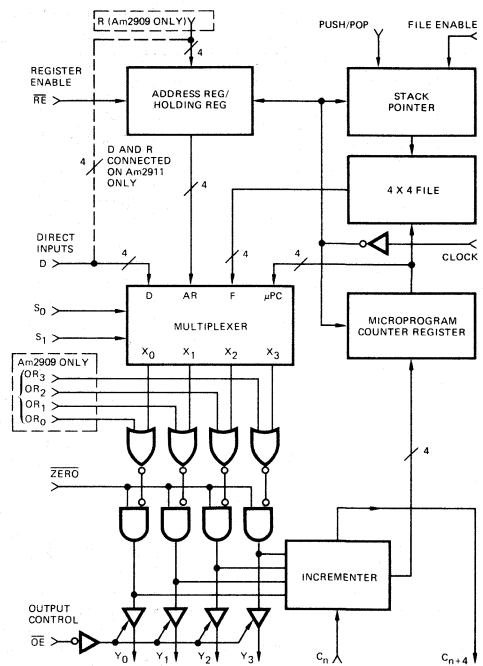 R (Am2909 ONLY)
4
PUSH/POP
FILE ENABLE
REGISTER
ENABLE
RE
ADDRESS REG/
HOLDING REG
STACK
POINTER
4
D AND R
CONNECTED
ON Am2911
ONLY
4
4 X 4 FILE
DIRECT
INPUTS
D
4
4
4
CLOCK
D
AR
F
μPC
S0
S1
MULTIPLEXER
X0
X1
X2
X3
MICROPROGRAM
COUNTER REGISTER
Am2909 ONLY
OR3
OR2
OR1
OR0
4
ZERO
INCREMENTER
OUTPUT
CONTROL
OE
Y0
Y1
Y2
Y3
Cn
Cn+4